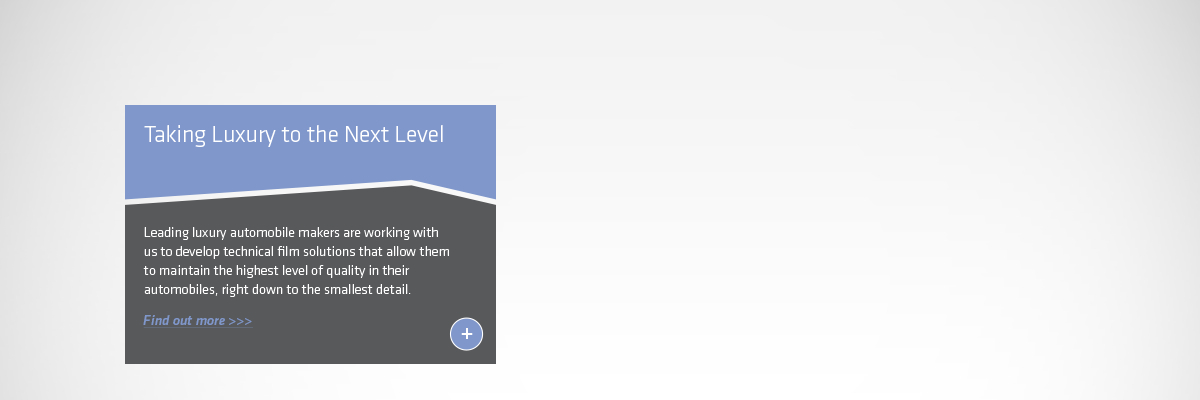 Taking Luxury to the Next Level
Leading luxury automobile makers are working with
us to develop technical film solutions that allow them
to maintain the highest level of quality in their
automobiles, right down to the smallest detail.
Find out more >>>
+